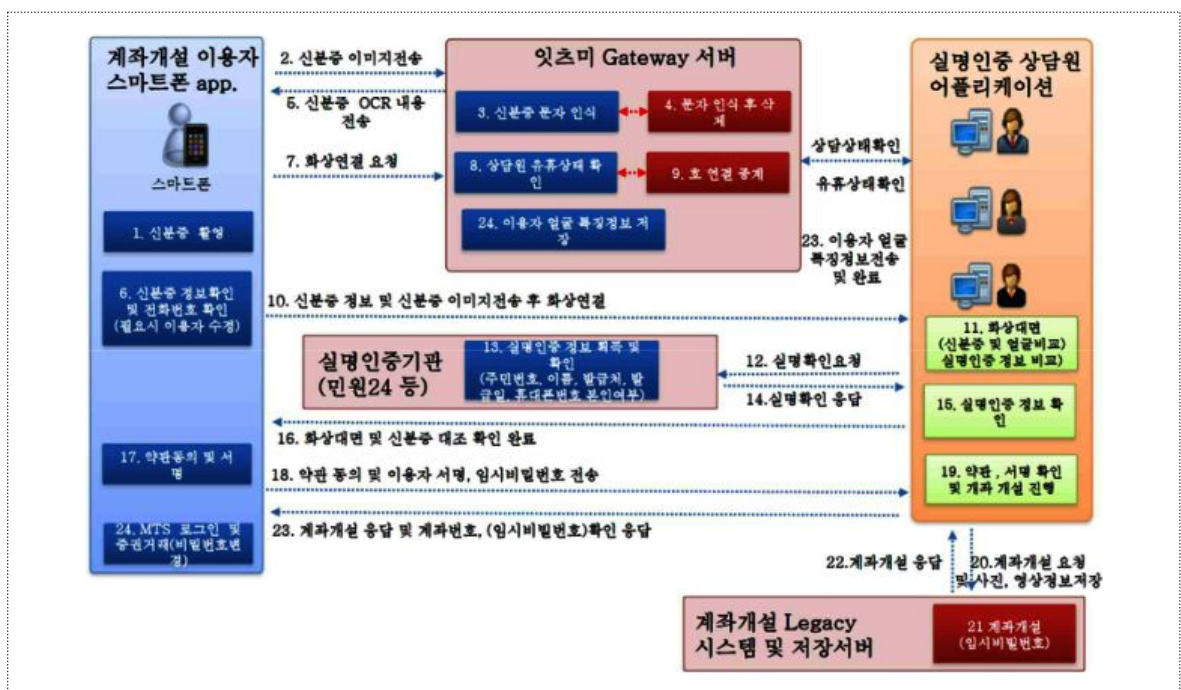 계좌개설 이용자
스마트폰 app.
스마트폰
1. 신분증 촬영
6. 신분증 정보확인
및 전화번호 확인
(필요시 이용자 수정)
17. 약관동의 및 서
명
24. MTS 로그인 및
증권거래(비밀번호변
경)
2. 신분증 이미지전송
5. 신분증 OCR 내용
전송
7. 화상연결 요청
잇츠미 Gateway 서버
3. 신분증 문자 인식
4. 문자 인식 후 삭
제
8. 상담원 유휴상태 확
인
9. 호 연결 중계
24. 이용자 얼굴 특징정보 저
장
상담상태확인
유휴상태확인
23. 이용자 얼굴
특징정보전송
및 완료
실명인증 상담원
어플리케이션
10. 신분증 정보 및 신분증 이미지전송 후 화상연결
11. 화상대면
(신분증 및 얼굴비교)
실명인증 정보 비교)
실명인증기관
(민원24 등)
13. 실명인증 정보 획득 및
확인
(주민번호, 이름, 발급처, 발
급일, 휴대폰번호 본인여부)
12. 실명확인요청
14.실명확인 응답
15. 실명인증 정보 확
인
16. 화상대면 및 신분증 대조 확인 완료
18. 약관 동의 및 이용자 서명, 임시비밀번호 전송
19. 약관 , 서명 확인
및 개좌 개설 진행
23. 계좌개설 응답 및 계좌번호, (임시비밀번호)확인 응답
22.계좌개설 응답
20.계좌개설 요청
및 사진, 영상정보저장
계좌개설 Legacy
시스템 및 저장서버
21 계좌개설
(임시비밀번호)